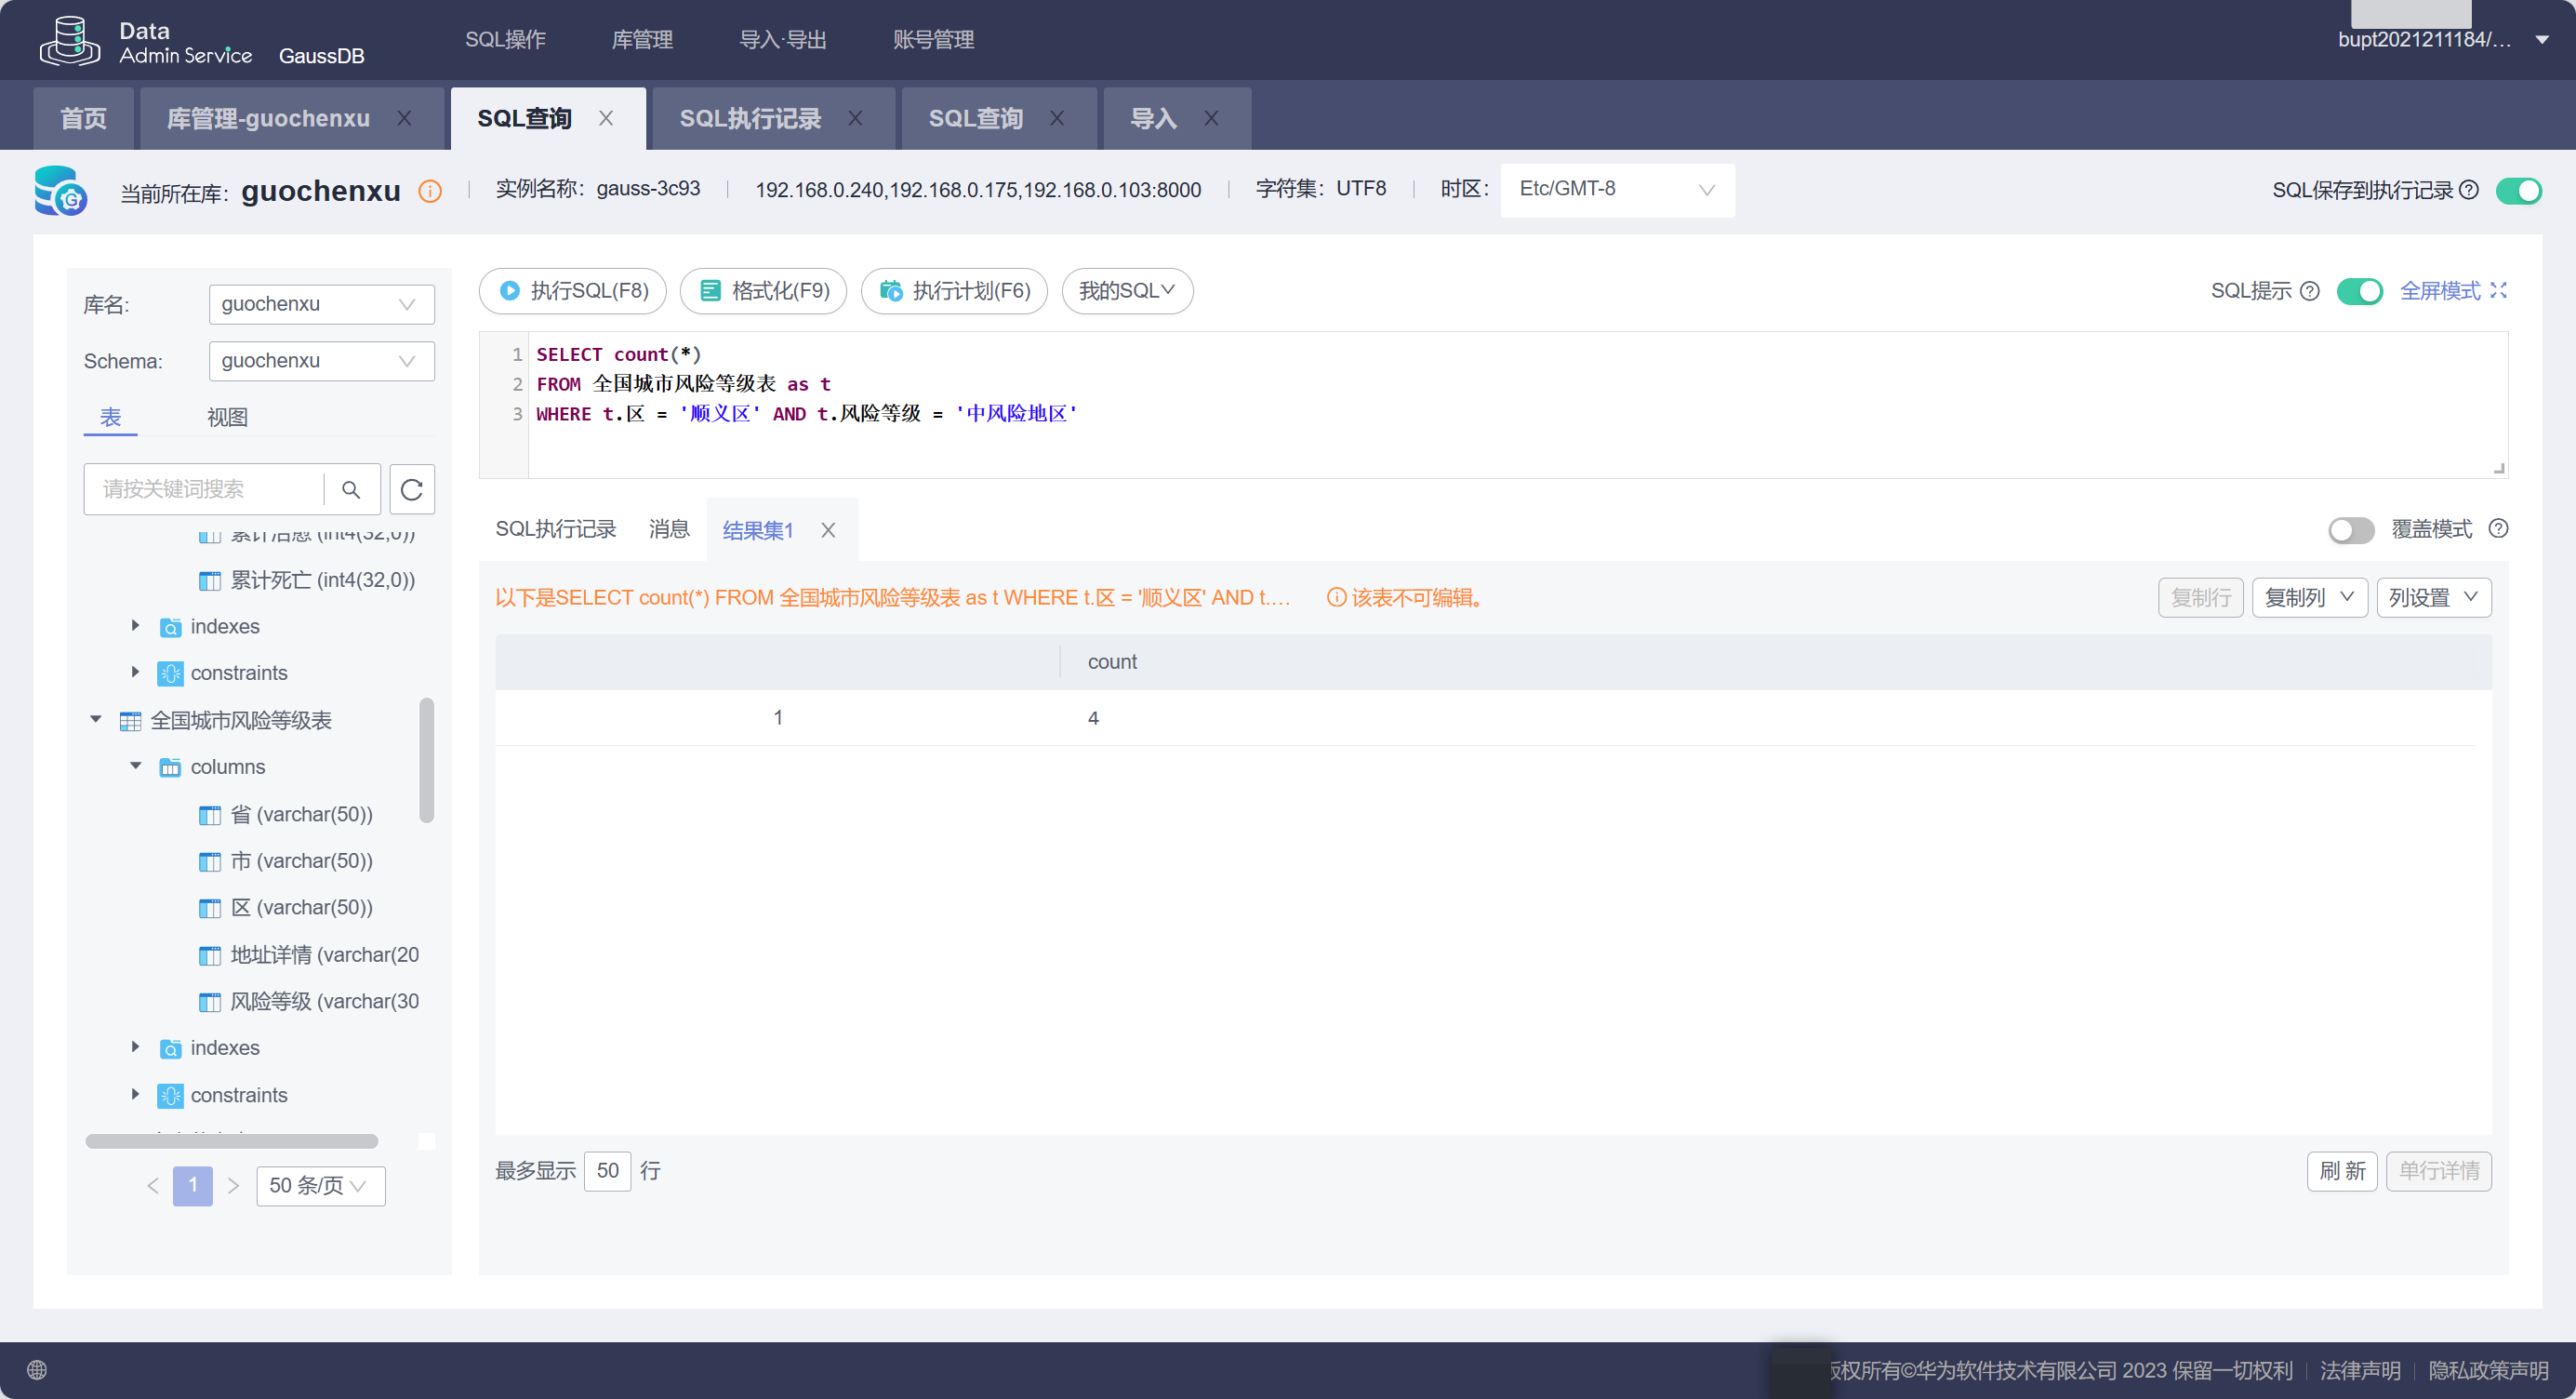 Data
Admin Service GaussDB SQL操作 库管理 导入·导出 账号管理 bupt2021211184/...
首页 库管理-guochenxu SQL查询 SQL执行记录 SQL查询 导入
当前所在库: guochenxu 实例名称: gauss-3c93 192.168.0.240,192.168.0.175,192.168.0.103:8000 字符集: UTF8 时区: Etc/GMT-8 SQL保存到执行记录
库名: guochenxu
Schema: guochenxu
表 视图
请按关键词搜索
累计治愈 (int4(32,0))
累计死亡 (int4(32,0))
indexes
constraints
全国城市风险等级表
columns
省 (varchar(50))
市 (varchar(50))
区 (varchar(50))
地址详情 (varchar(20
风险等级 (varchar(30
indexes
constraints
1 50 条/页
执行SQL(F8) 格式化(F9) 执行计划(F6) 我的SQL SQL提示 全屏模式
1 SELECT count(*)
2 FROM 全国城市风险等级表 as t
3 WHERE t.区 = '顺义区' AND t.风险等级 = '中风险地区'
SQL执行记录 消息 结果集1 覆盖模式
以下是SELECT count(*) FROM 全国城市风险等级表 as t WHERE t.区 = '顺义区' AND t.... 该表不可编辑。 复制行 复制列 列设置
count
1 4
最多显示 50 行 刷 新 单行详情
权所有©华为软件技术有限公司 2023 保留一切权利 法律声明 隐私政策声明